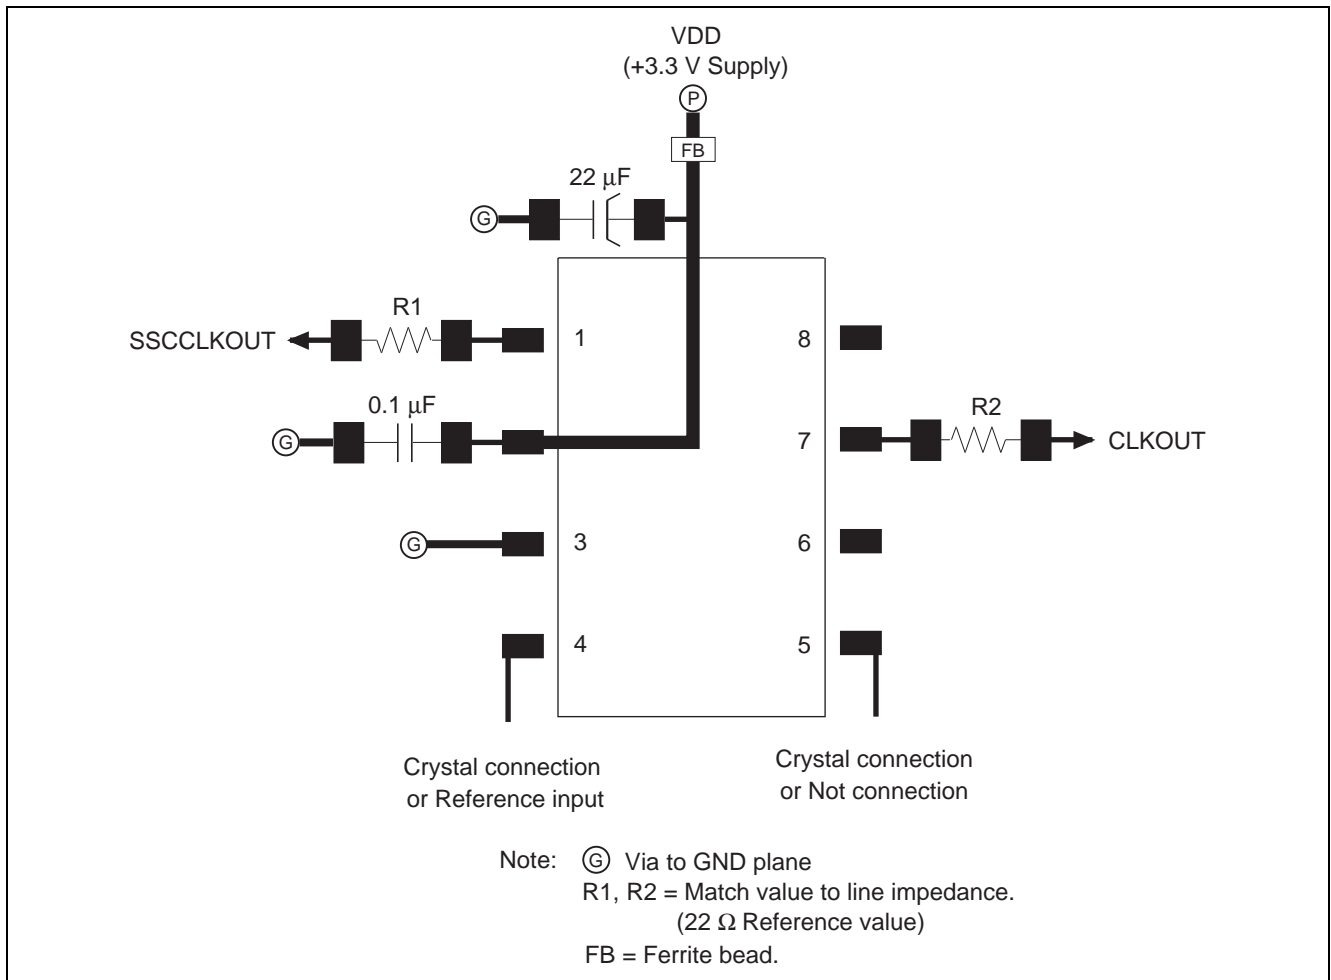 VDD
(+3.3 V Supply)
P
FB
22 μF
G
R1
SSCCLKOUT
1
8
0.1 μF
G
7
R2
CLKOUT
G
3
6
4
5
Crystal connection
or Reference input
Crystal connection
or Not connection
Note: G Via to GND plane
R1, R2 = Match value to line impedance.
(22 Ω Reference value)
FB = Ferrite bead.